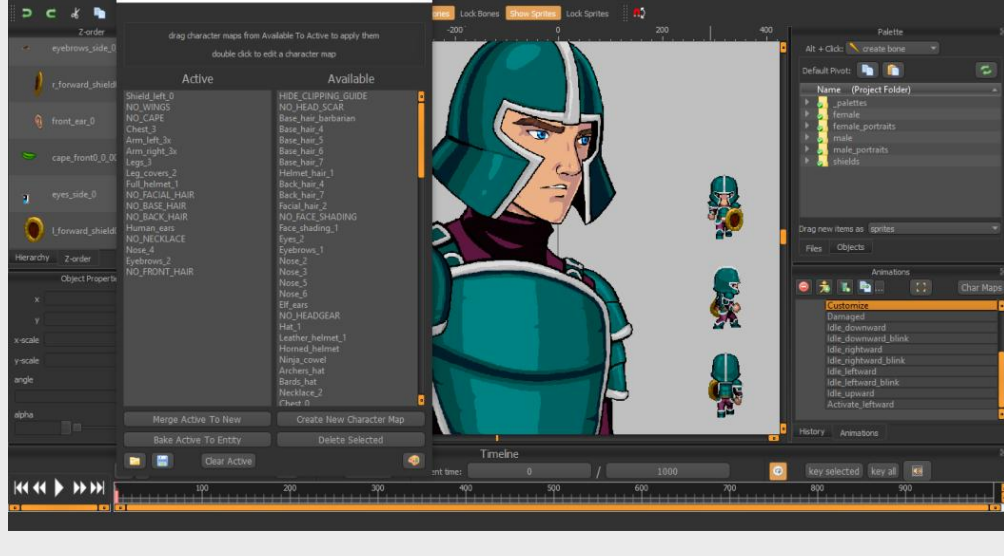 Z-order
eyebrows_side_0
r_forward_shield
front_ear_0
cape_front0_0_00
eyes_side_0
l_forward_shield
Hierarchy
Z-order
Object Properti
x
y
x-scale
y-scale
angle
alpha
drag character maps from Available To Active to apply them
double click to edit a character map
Active
Shield_left_0
NO_WINGS
NO_CAPE
Chest_3
Arm_left_3x
Arm_right_3x
Legs_3
Leg_covers_2
Full_helmet_1
NO_FACIAL_HAIR
NO_BASE_HAIR
NO_BACK_HAIR
Human_ears
NO_NECKLACE
Nose_4
Eyebrows_2
NO_FRONT_HAIR
Available
HIDE_CLIPPING_GUIDE
NO_HEAD_SCAR
Base_hair_barbarian
Base_hair_4
Base_hair_5
Base_hair_6
Base_hair_7
Helmet_hair_1
Back_hair_4
Back_hair_7
Facial_hair_2
NO_FACE_SHADING
Face_shading_1
Eyes_2
Eyebrows_1
Nose_2
Nose_3
Nose_5
Nose_6
Elf_ears
NO_HEADGEAR
Hat_1
Leather_helmet_1
Horned_helmet
Ninja_cowel
Archers_hat
Bards_hat
Necklace_2
Chest_0
Merge Active To New
Create New Character Map
Bake Active To Entity
Delete Selected
Clear Active
ones
Lock Bones
Show Sprites
Lock Sprites
-200
0
200
400
Palette
Alt + Click:
create bone
Default Pivot:
Name (Project Folder)
_palettes
female
female_portraits
male
male_portraits
shields
Drag new items as
sprites
Files
Objects
Animations
Char Maps
Customize
Damaged
Idle_downward
Idle_downward_blink
Idle_rightward
Idle_rightward_blink
Idle_leftward
Idle_leftward_blink
Idle_upward
Activate_leftward
History
Animations
Timeline
ent time:
0
/
1000
key selected
key all
100
200
300
400
500
600
700
800
900